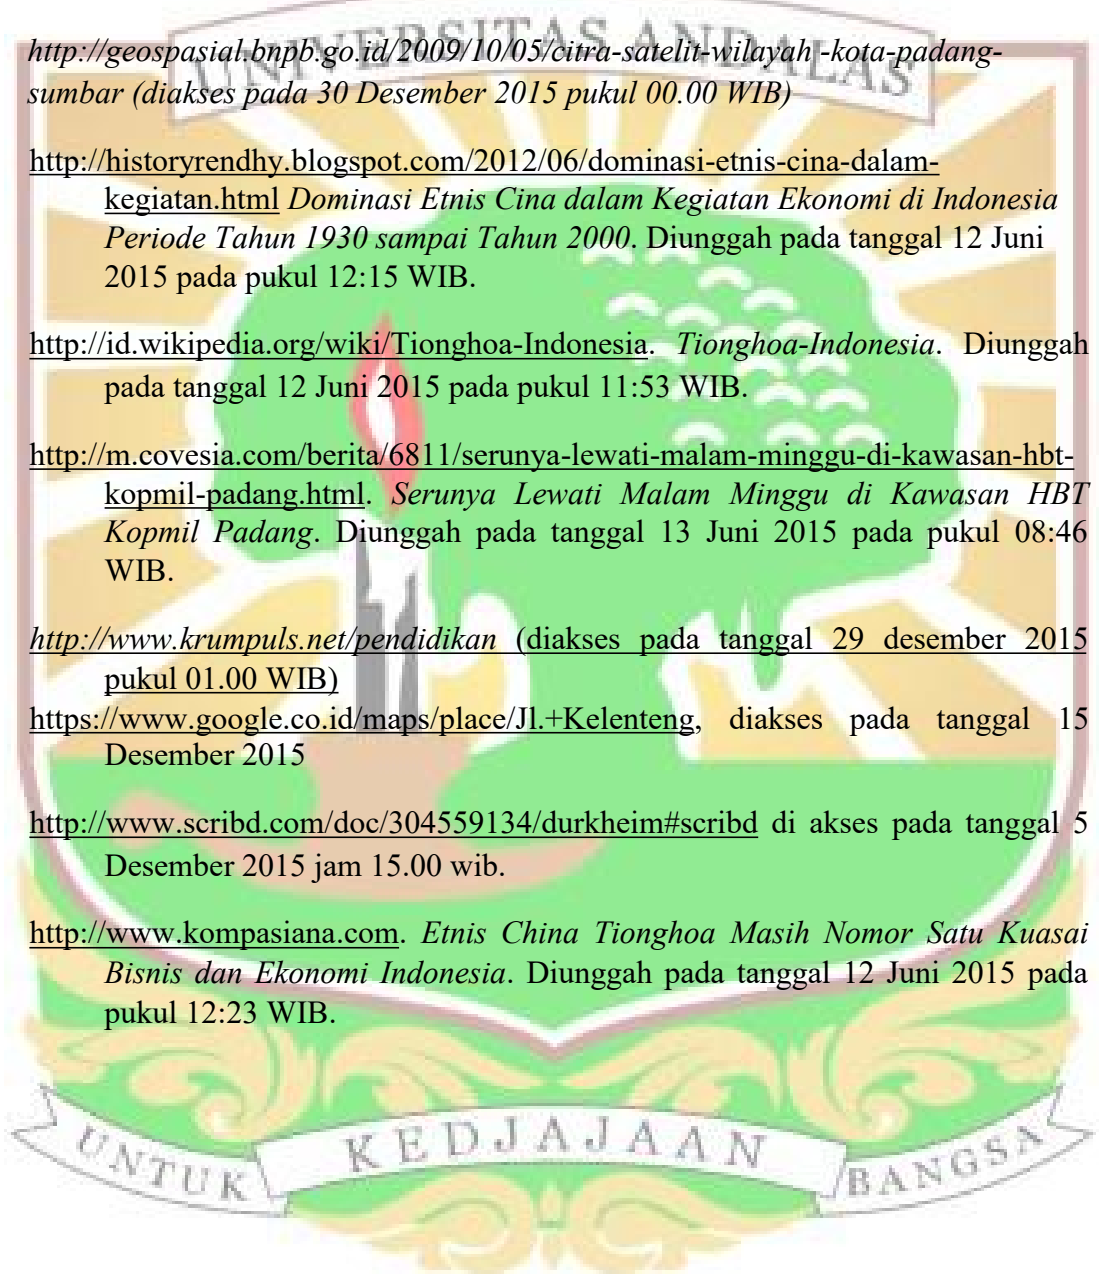 UNIVERSITAS ANDALAS
http://geospasial.bnpb.go.id/2009/10/05/citra-satelit-wilayah -kota-padang-
sumbar (diakses pada 30 Desember 2015 pukul 00.00 WIB)
http://historyrendhy.blogspot.com/2012/06/dominasi-etnis-cina-dalam-
kegiatan.html Dominasi Etnis Cina dalam Kegiatan Ekonomi di Indonesia
Periode Tahun 1930 sampai Tahun 2000. Diunggah pada tanggal 12 Juni
2015 pada pukul 12:15 WIB.
http://id.wikipedia.org/wiki/Tionghoa-Indonesia. Tionghoa-Indonesia. Diunggah
pada tanggal 12 Juni 2015 pada pukul 11:53 WIB.
http://m.covesia.com/berita/6811/serunya-lewati-malam-minggu-di-kawasan-hbt-
kopmil-padang.html. Serunya Lewati Malam Minggu di Kawasan HBT
Kopmil Padang. Diunggah pada tanggal 13 Juni 2015 pada pukul 08:46
WIB.
http://www.krumpuls.net/pendidikan (diakses pada tanggal 29 desember 2015
pukul 01.00 WIB)
https://www.google.co.id/maps/place/Jl.+Kelenteng, diakses pada tanggal 15
Desember 2015
http://www.scribd.com/doc/304559134/durkheim#scribd di akses pada tanggal 5
Desember 2015 jam 15.00 wib.
http://www.kompasiana.com. Etnis China Tionghoa Masih Nomor Satu Kuasai
Bisnis dan Ekonomi Indonesia. Diunggah pada tanggal 12 Juni 2015 pada
pukul 12:23 WIB.
UNTUK KEDJAJAAN BANGSA